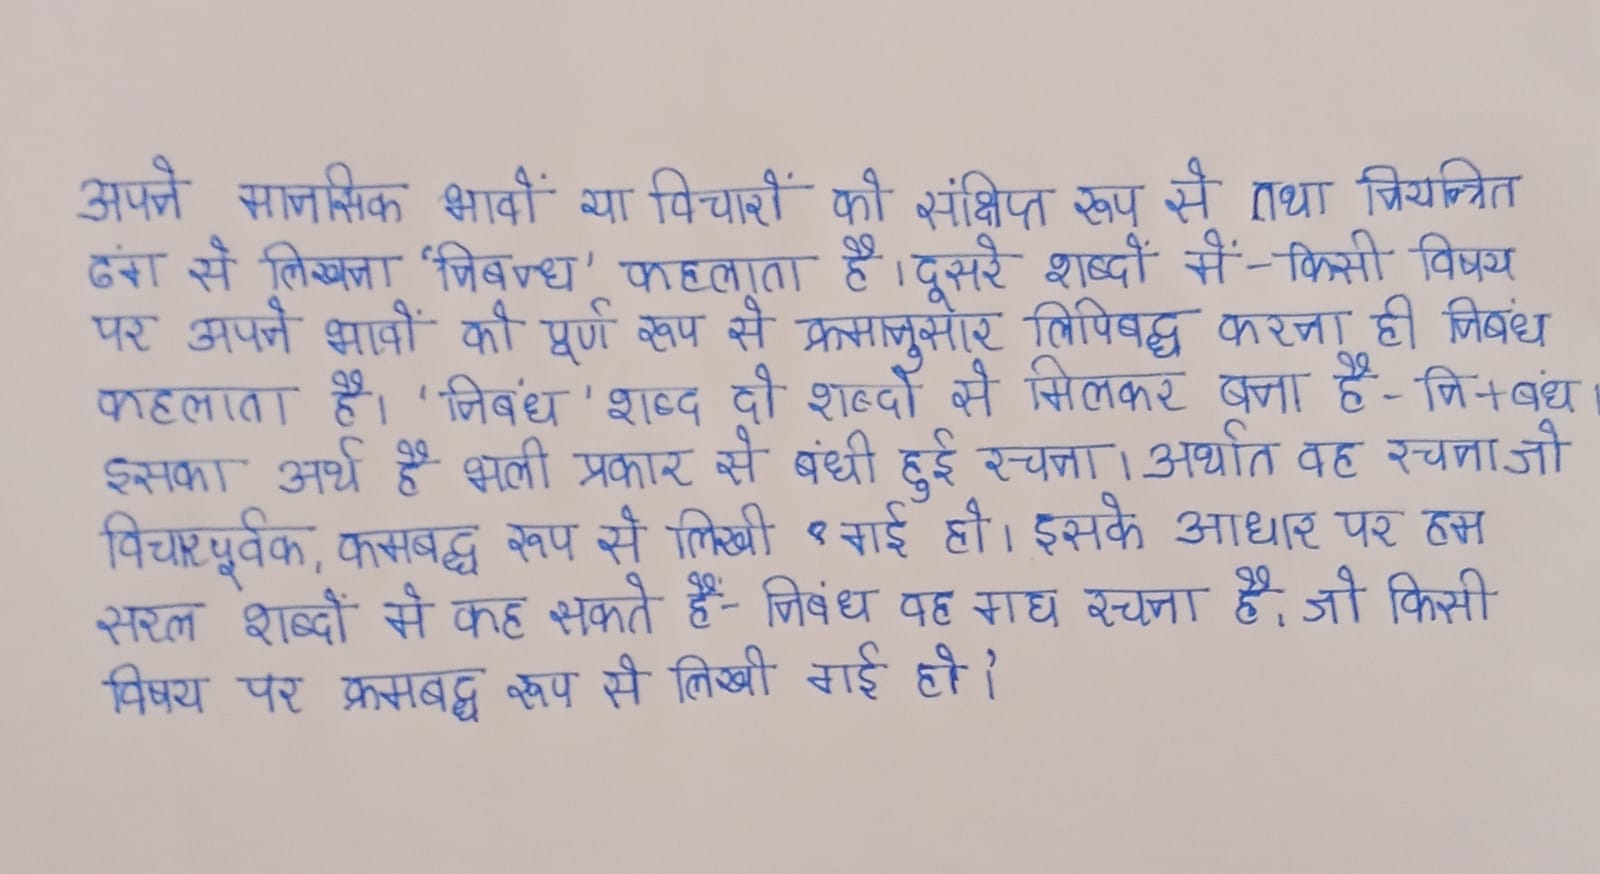 अपने मानसिक भावों या विचारों को संक्षिप्त रूप से तथा नियन्त्रित
ढंग से लिखना 'निबन्ध' कहलाता है। दूसरे शब्दों में - किसी विषय
पर अपने भावों को पूर्ण रूप से क्रमानुसार लिपिबद्ध करना ही निबंध
कहलाता है। 'निबंध' शब्द दो शब्दों से मिलकर बना है - नि+बंध।
इसका अर्थ है भली प्रकार से बंधी हुई रचना। अर्थात वह रचना जो
विचारपूर्वक, कमबद्ध रूप से लिखी गई हो। इसके आधार पर हम
सरल शब्दों मे कह सकते हैं- निबंध वह गद्य रचना है, जो किसी
विषय पर क्रमबद्ध रूप से लिखी गई हो।'